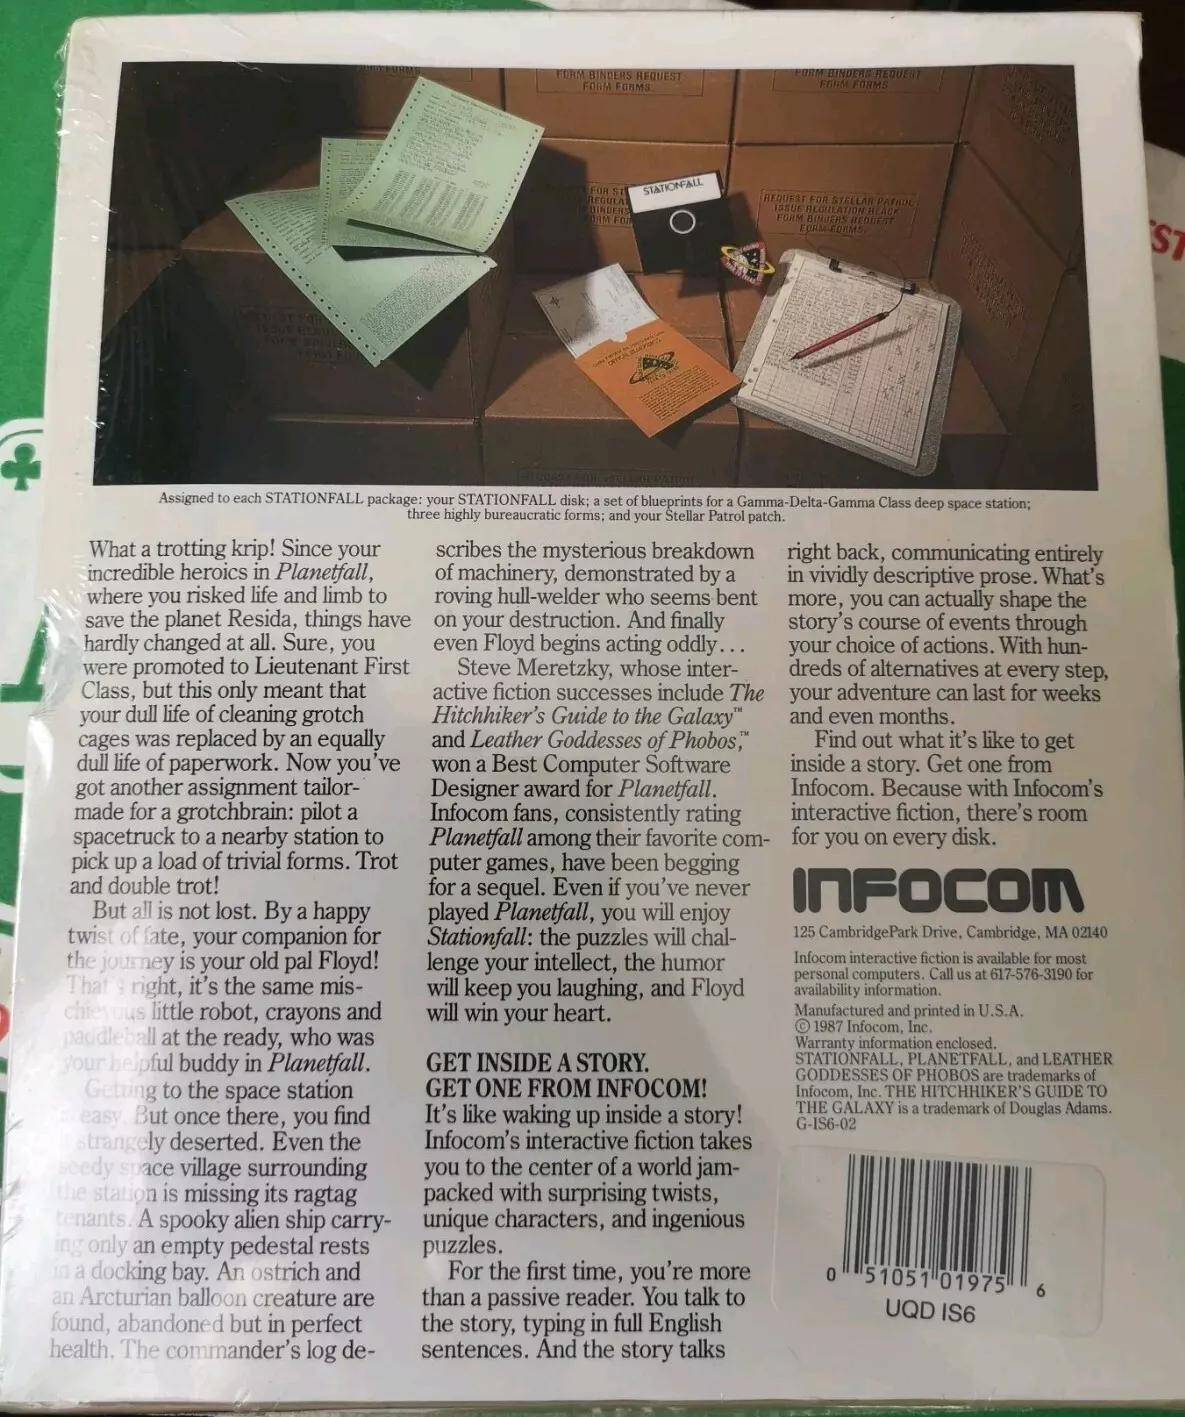 FORM BINDERS REQUEST
FORM FORMS
FORM BINDERS REQUEST
FORM FORMS
STATIONFALL
REQUEST FOR STELLAR PATROL
ISSUE REGULATION BLACK
FORM BINDERS REQUEST
FORM FORMS.
Assigned to each STATIONFALL package: your STATIONFALL disk; a set of blueprints for a Gamma-Delta-Gamma Class deep space station;
three highly bureaucratic forms; and your Stellar Patrol patch.
What a trotting krip! Since your
incredible heroics in Planetfall,
where you risked life and limb to
save the planet Resida, things have
hardly changed at all. Sure, you
were promoted to Lieutenant First
Class, but this only meant that
your dull life of cleaning grotch
cages was replaced by an equally
dull life of paperwork. Now you've
got another assignment tailor-
made for a grotchbrain: pilot a
spacetruck to a nearby station to
pick up a load of trivial forms. Trot
and double trot!
But all is not lost. By a happy
twist of fate, your companion for
the journey is your old pal Floyd!
That's right, it's the same mis-
chievous little robot, crayons and
paddleball at the ready, who was
your helpful buddy in Planetfall.
Getting to the space station
is easy. But once there, you find
it strangely deserted. Even the
seedy space village surrounding
the station is missing its ragtag
tenants. A spooky alien ship carry-
ing only an empty pedestal rests
in a docking bay. An ostrich and
an Arcturian balloon creature are
found, abandoned but in perfect
health. The commander's log de-
scribes the mysterious breakdown
of machinery, demonstrated by a
roving hull-welder who seems bent
on your destruction. And finally
even Floyd begins acting oddly...
Steve Meretzky, whose inter-
active fiction successes include The
Hitchhiker's Guide to the Galaxy™
and Leather Goddesses of Phobos,™
won a Best Computer Software
Designer award for Planetfall.
Infocom fans, consistently rating
Planetfall among their favorite com-
puter games, have been begging
for a sequel. Even if you've never
played Planetfall, you will enjoy
Stationfall: the puzzles will chal-
lenge your intellect, the humor
will keep you laughing, and Floyd
will win your heart.
GET INSIDE A STORY.
GET ONE FROM INFOCOM!
It's like waking up inside a story!
Infocom's interactive fiction takes
you to the center of a world jam-
packed with surprising twists,
unique characters, and ingenious
puzzles.
For the first time, you're more
than a passive reader. You talk to
the story, typing in full English
sentences. And the story talks
right back, communicating entirely
in vividly descriptive prose. What's
more, you can actually shape the
story's course of events through
your choice of actions. With hun-
dreds of alternatives at every step,
your adventure can last for weeks
and even months.
Find out what it's like to get
inside a story. Get one from
Infocom. Because with Infocom's
interactive fiction, there's room
for you on every disk.
INFOCOM
125 CambridgePark Drive, Cambridge, MA 02140
Infocom interactive fiction is available for most
personal computers. Call us at 617-576-3190 for
availability information.
Manufactured and printed in U.S.A.
© 1987 Infocom, Inc.
Warranty information enclosed.
STATIONFALL, PLANETFALL, and LEATHER
GODDESSES OF PHOBOS are trademarks of
Infocom, Inc. THE HITCHHIKER'S GUIDE TO
THE GALAXY is a trademark of Douglas Adams.
G-IS6-02
0 51051 01975 6
UQD IS6